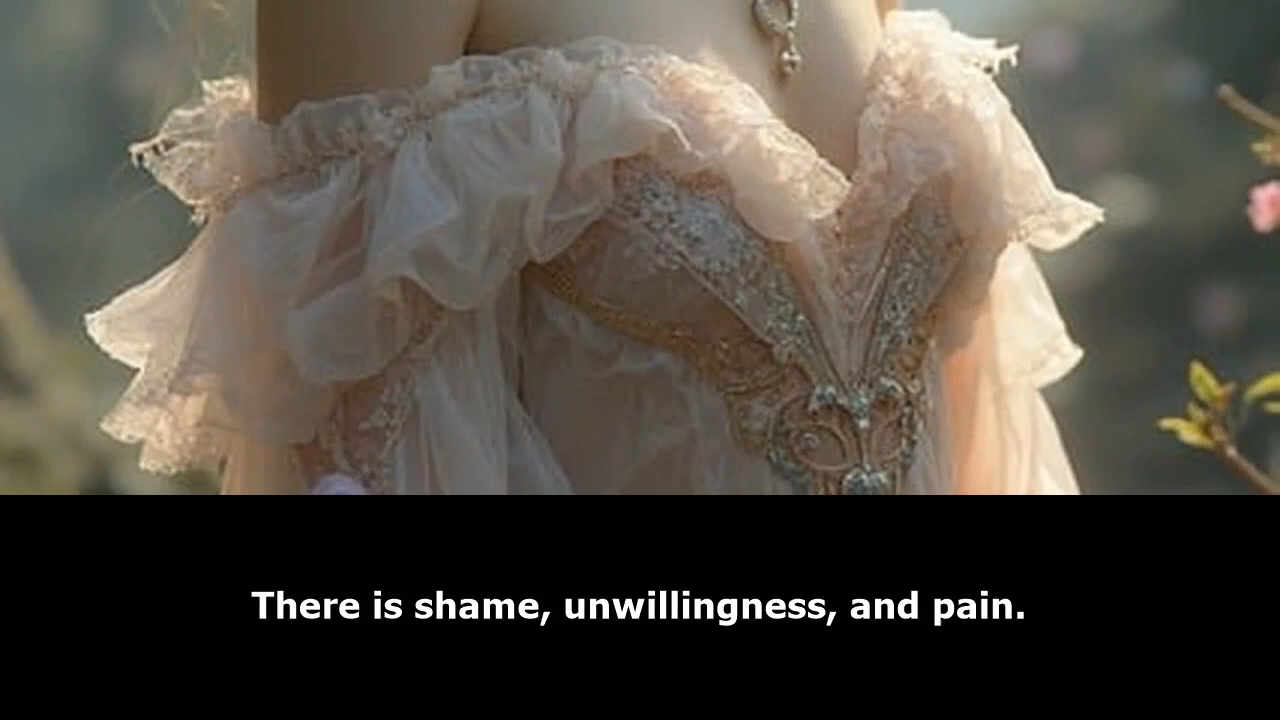 There is shame, unwillingness, and pain.